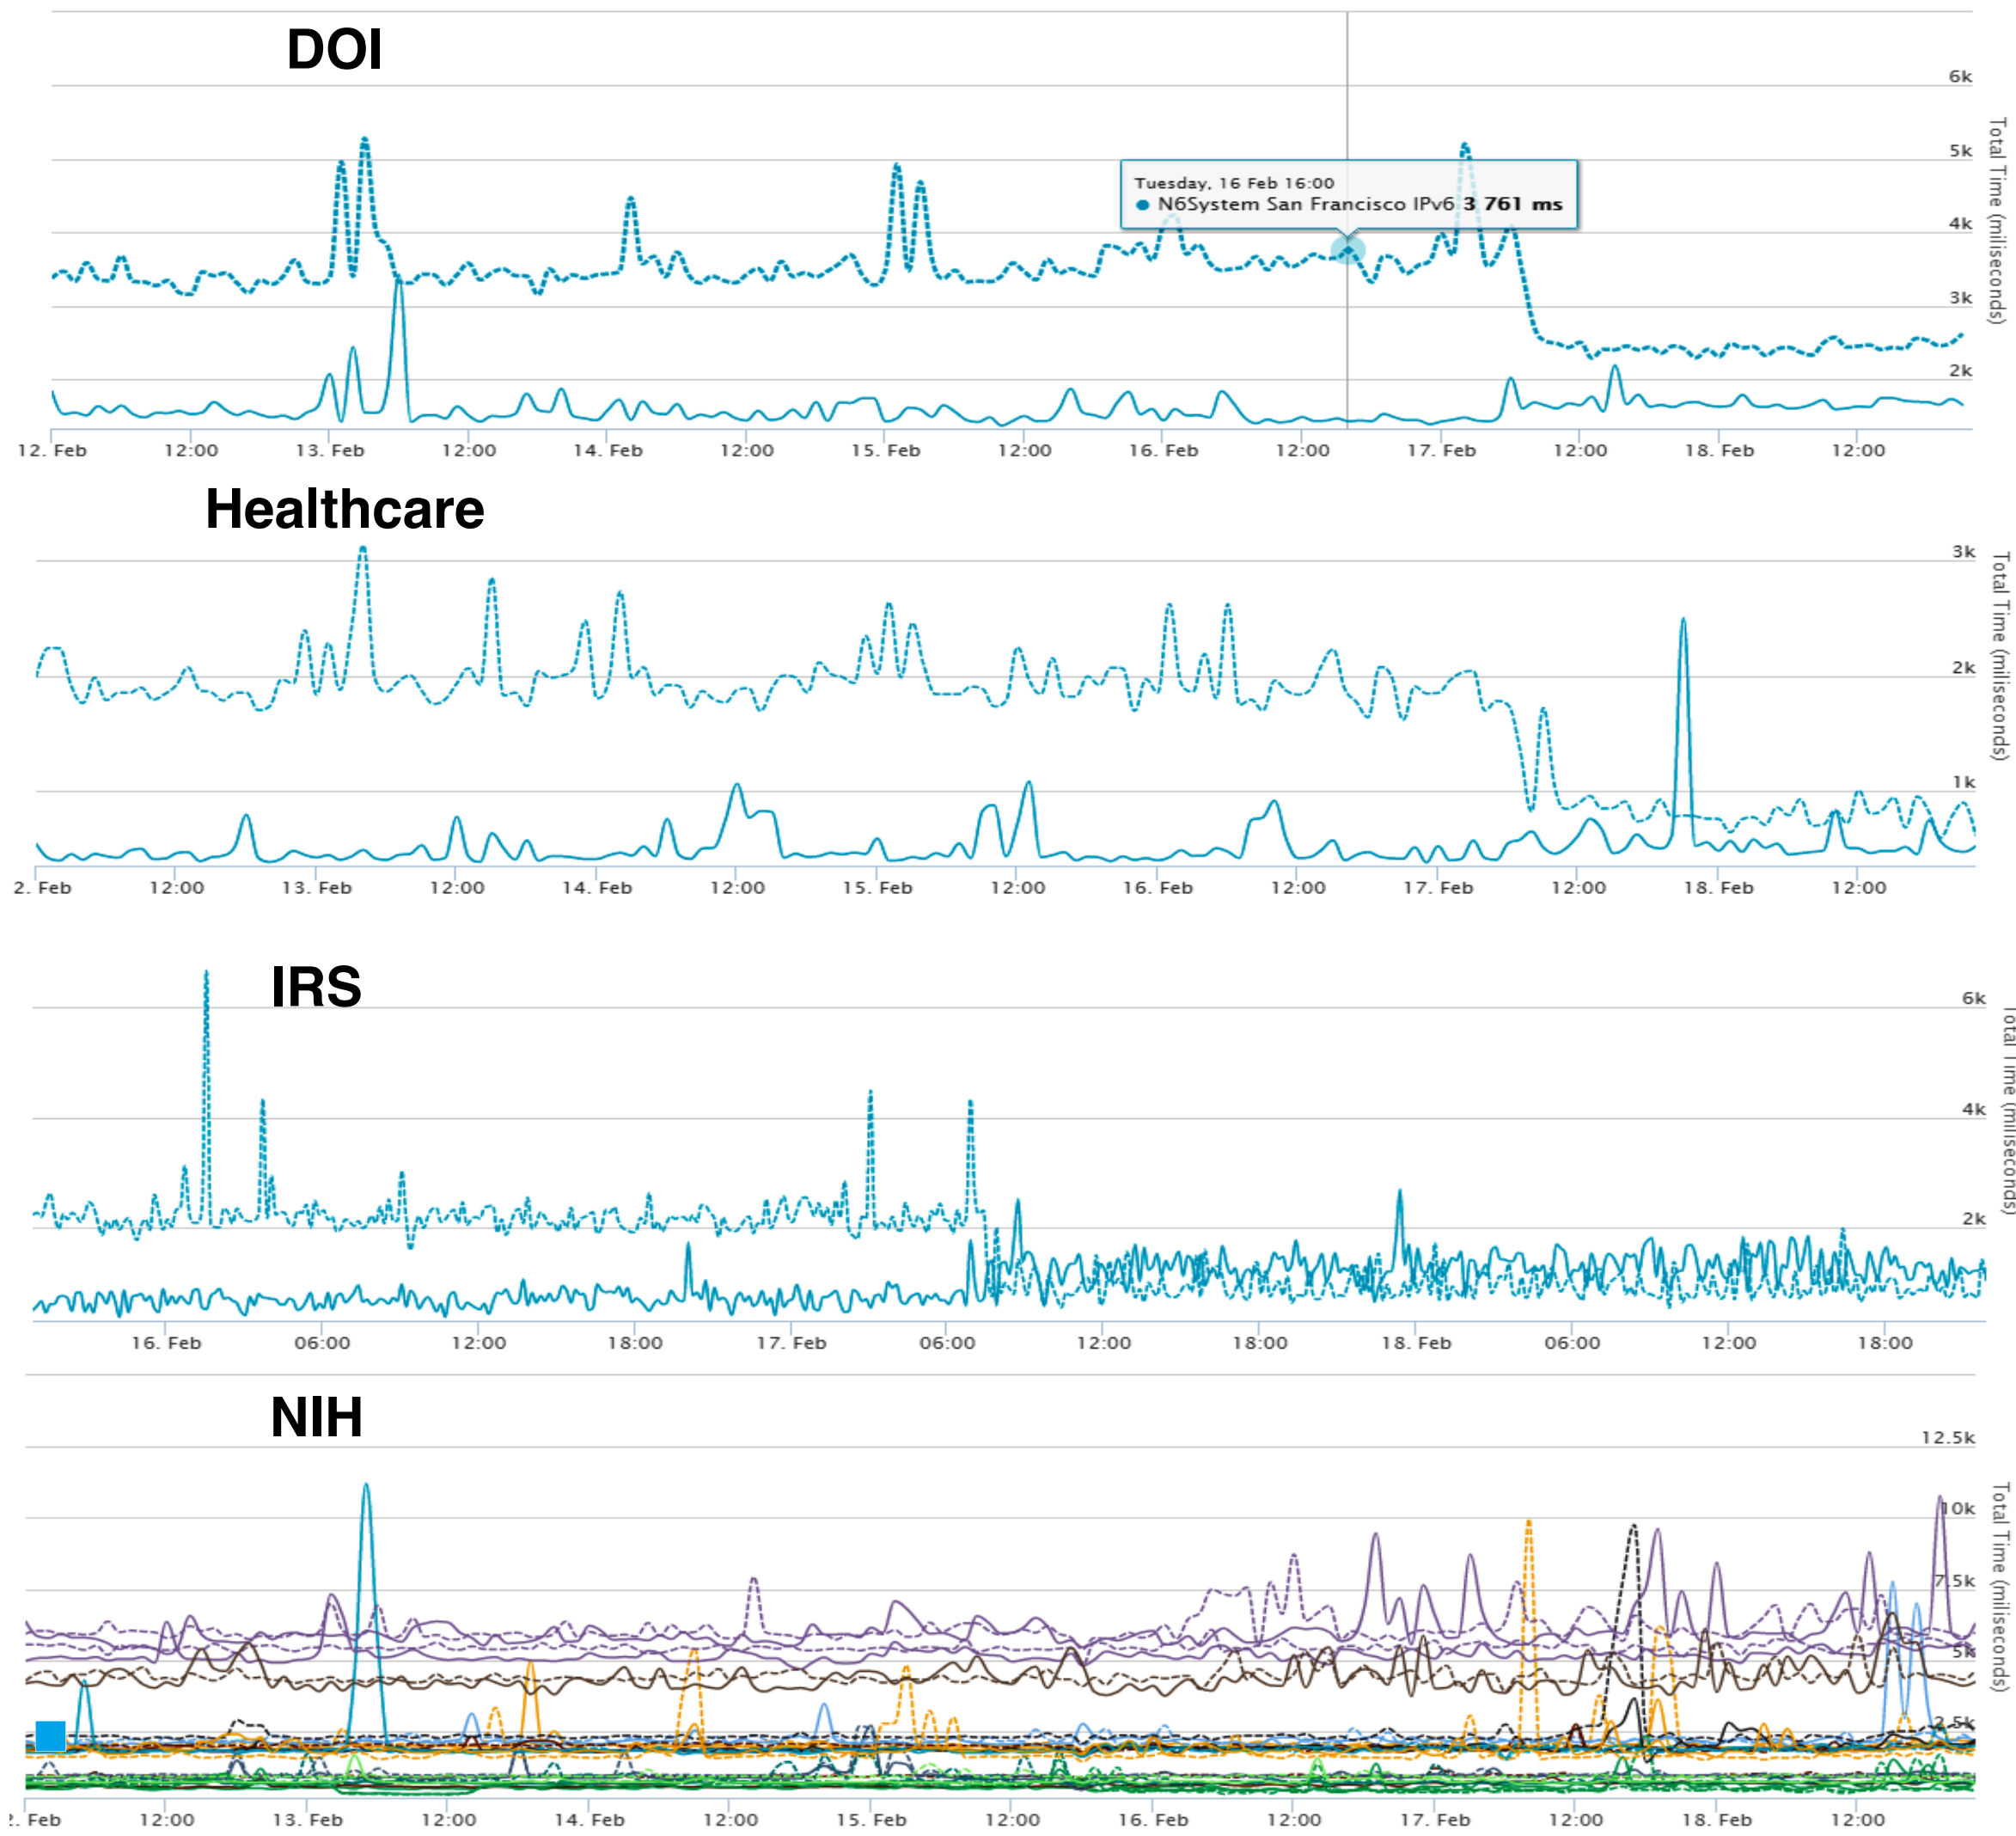 DOI
6k
5k
4k
3k
2k
Total Time (miliseconds)
Tuesday, 16 Feb 16:00
N6System San Francisco IPv6 3 761 ms
12. Feb 12:00 13. Feb 12:00 14. Feb 12:00 15. Feb 12:00 16. Feb 12:00 17. Feb 12:00 18. Feb 12:00
Healthcare
3k
2k
1k
Total Time (miliseconds)
2. Feb 12:00 13. Feb 12:00 14. Feb 12:00 15. Feb 12:00 16. Feb 12:00 17. Feb 12:00 18. Feb 12:00
IRS
6k
4k
2k
Total Time (miliseconds)
16. Feb 06:00 12:00 18:00 17. Feb 06:00 12:00 18:00 18. Feb 06:00 12:00 18:00
NIH
12.5k
10k
7.5k
5k
2.5k
Total Time (miliseconds)
. Feb 12:00 13. Feb 12:00 14. Feb 12:00 15. Feb 12:00 16. Feb 12:00 17. Feb 12:00 18. Feb 12:00